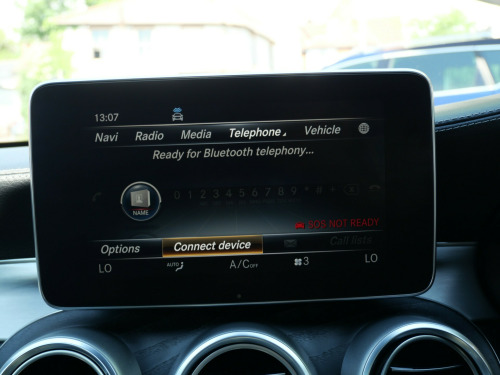 13:07
Navi Radio Media Telephone Vehicle
Ready for Bluetooth telephony...
0 1 2 3 4 5 6 7 8 9 * # +
NAME
SOS NOT READY
Options Connect device Call lists
LO AUTO A/C OFF 3 LO